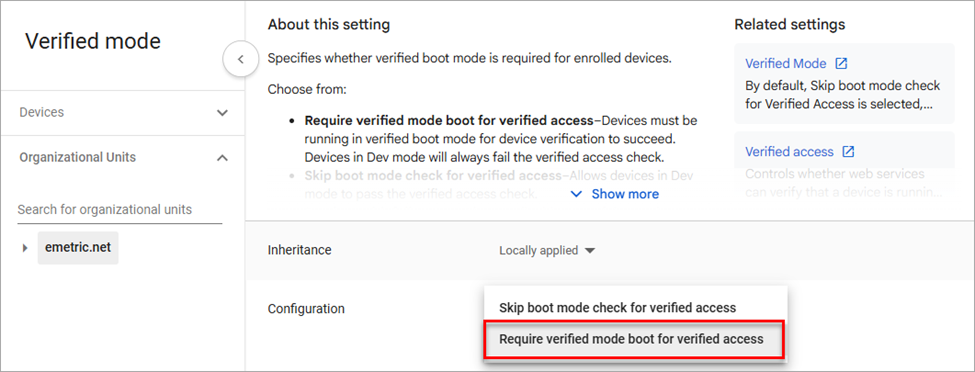 Verified mode
Devices
Organizational Units
Search for organizational units
emetric.net
About this setting
Specifies whether verified boot mode is required for enrolled devices.
Choose from:
Require verified mode boot for verified access–Devices must be
running in verified boot mode for device verification to succeed.
Devices in Dev mode will always fail the verified access check.
Skip boot mode check for verified access–Allows devices in Dev
mode to pass the verified access check.
Show more
Related settings
Verified Mode
By default, Skip boot mode check
for Verified Access is selected,...
Verified access
Controls whether web services
can verify that a device is runnin...
Inheritance
Locally applied
Configuration
Skip boot mode check for verified access
Require verified mode boot for verified access